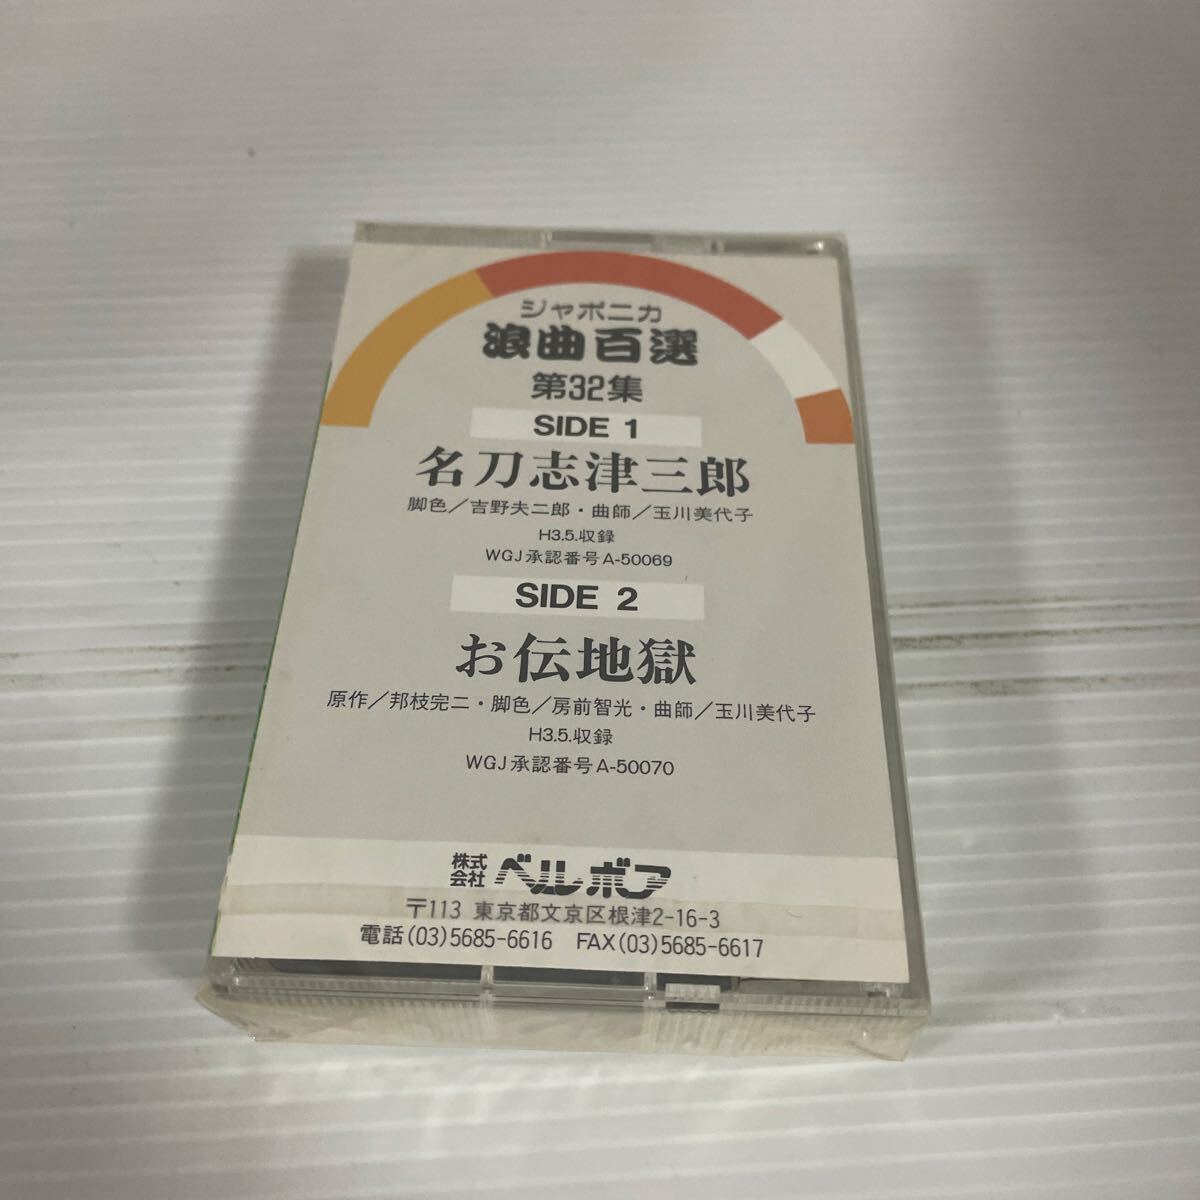 ジャポニカ
浪曲百選
第32集
SIDE 1
名刀志津三郎
脚色/吉野夫二郎・曲師/玉川美代子
H3.5.収録
WGJ承認番号A-50069
SIDE 2
お伝地獄
原作/邦枝完二・脚色/房前智光・曲師/玉川美代子
H3.5.収録
WGJ承認番号A-50070
株式会社 ベルボア
〒113 東京都文京区根津2-16-3
電話(03)5685-6616 FAX(03)5685-6617